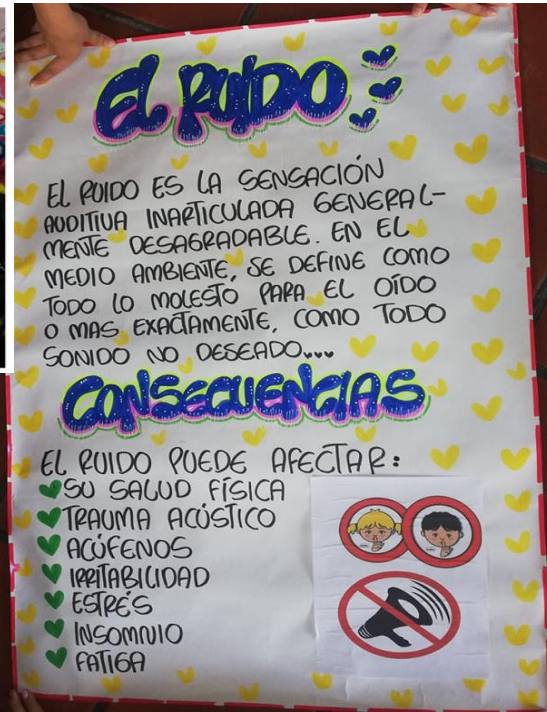 EL RUIDO
EL RUIDO ES LA SENSACIÓN
AUDITIVA INARTICULADA GENERAL-
MENTE DESAGRADABLE. EN EL
MEDIO AMBIENTE, SE DEFINE COMO
TODO LO MOLESTO PARA EL OÍDO
O MAS EXACTAMENTE, COMO TODO
SONIDO NO DESEADO...
CONSECUENCIAS
EL RUIDO PUEDE AFECTAR:
SU SALUD FÍSICA
TRAUMA ACÚSTICO
ACÚFENOS
IRRITABILIDAD
ESTRÉS
INSOMNIO
FATIGA